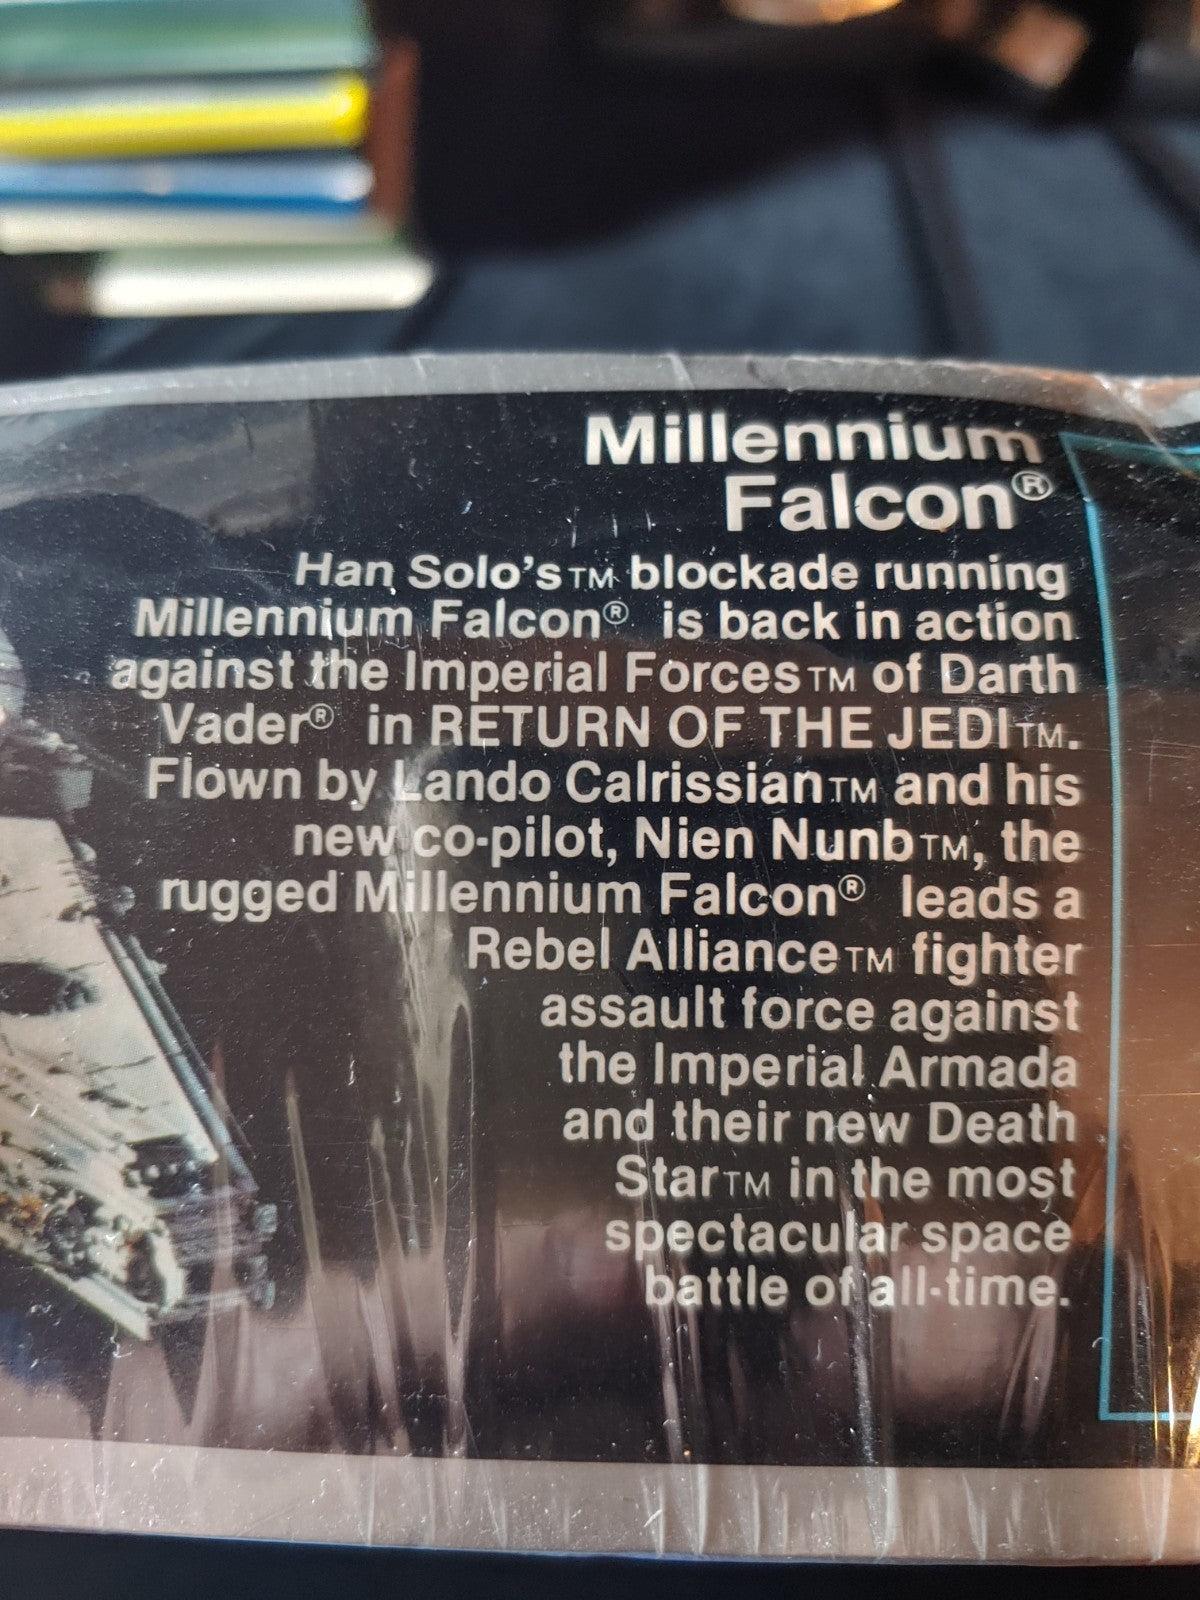 Millennium
Falcon®
Han Solo's™ blockade running
Millennium Falcon® is back in action
against the Imperial Forces™ of Darth
Vader® in RETURN OF THE JEDI™.
Flown by Lando Calrissian™ and his
new co-pilot, Nien Nunb™, the
rugged Millennium Falcon® leads a
Rebel Alliance™ fighter
assault force against
the Imperial Armada
and their new Death
Star™ in the most
spectacular space
battle of all-time.